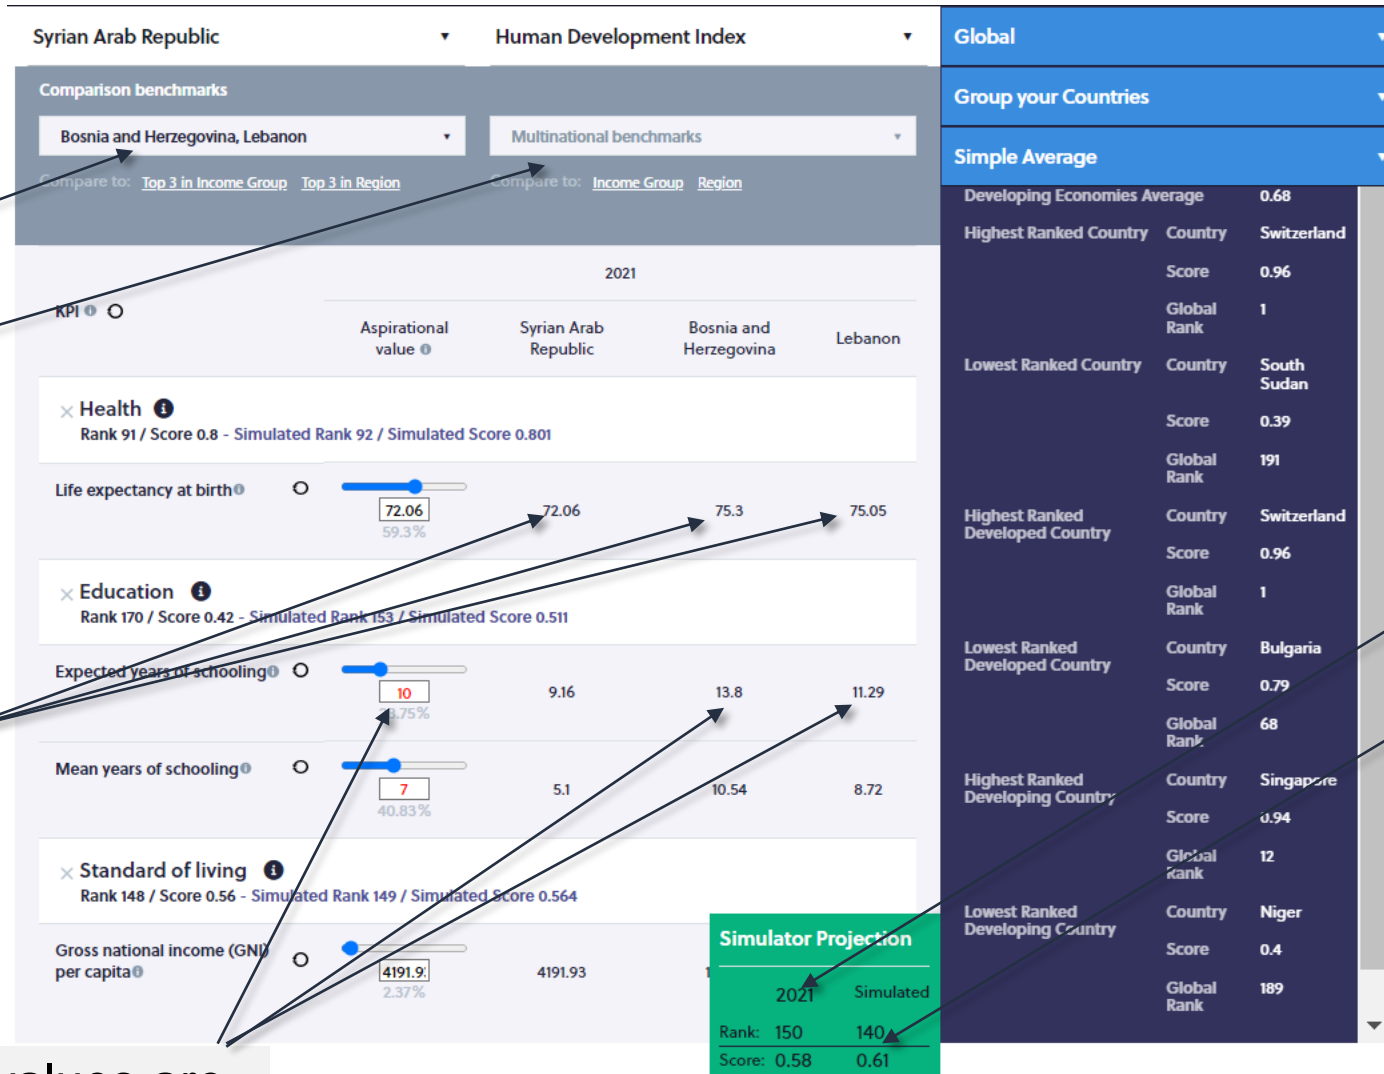 Syrian Arab Republic
Human Development Index
Comparison benchmarks
Bosnia and Herzegovina, Lebanon
Multinational benchmarks
Compare to: Top 3 in Income Group Top 3 in Region
Compare to: Income Group Region
2021
KPI
Aspirational value
Syrian Arab Republic
Bosnia and Herzegovina
Lebanon
Health
Rank 91 / Score 0.8 - Simulated Rank 92 / Simulated Score 0.801
Life expectancy at birth
72.06
59.3%
72.06
75.3
75.05
Education
Rank 170 / Score 0.42 - Simulated Rank 153 / Simulated Score 0.511
Expected years of schooling
10
9.16
13.8
11.29
Mean years of schooling
7
40.83%
5.1
10.54
8.72
Standard of living
Rank 148 / Score 0.56 - Simulated Rank 149 / Simulated Score 0.564
Gross national income (GNI)
per capita
4191.9
2.37%
4191.93
Simulator Projection
2021 Simulated
Rank: 150 140
Score: 0.58 0.61
Global
Group your Countries
Simple Average
Developing Economies Average 0.68
Highest Ranked Country Country Switzerland
Score 0.96
Global Rank 1
Lowest Ranked Country Country South Sudan
Score 0.39
Global Rank 191
Highest Ranked Developed Country Country Switzerland
Score 0.96
Global Rank 1
Lowest Ranked Developed Country Country Bulgaria
Score 0.79
Global Rank 68
Highest Ranked Developing Country Country Singapore
Score 0.94
Global Rank 12
Lowest Ranked Developing Country Country Niger
Score 0.4
Global Rank 189